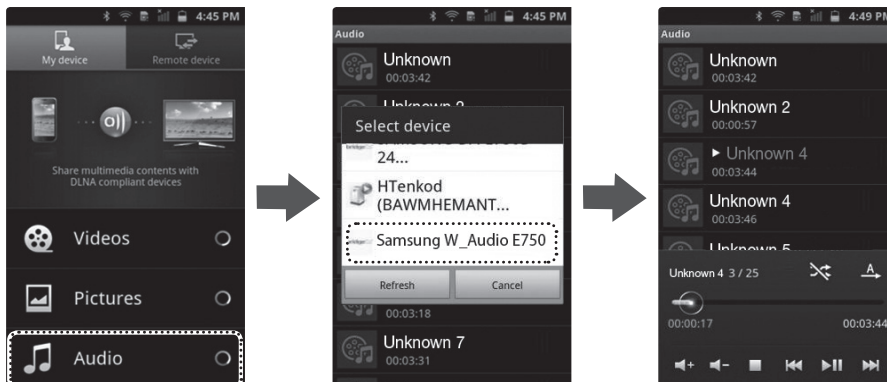 4:45 PM
My device
Remote device
Share multimedia contents with
DLNA compliant devices
Videos
Pictures
Audio
4:45 PM
Audio
Unknown
00:03:42
Unknown 2
Select device
24...
HTenkod
(BAWMHEMANT...
Samsung W_Audio E750
Refresh
Cancel
00:03:18
Unknown 7
00:03:31
4:49 PM
Audio
Unknown
00:03:42
Unknown 2
00:00:57
Unknown 4
00:03:44
Unknown 4
00:03:46
Unknown 5
Unknown 4 3 / 25
A
00:00:17
00:03:44